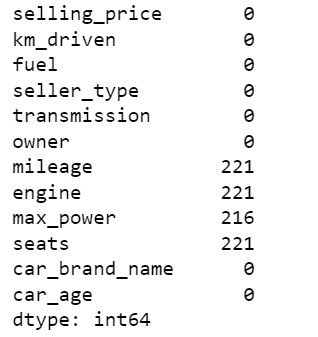 selling_price 0
km_driven 0
fuel 0
seller_type 0
transmission 0
owner 0
mileage 221
engine 221
max_power 216
seats 221
car_brand_name 0
car_age 0
dtype: int64